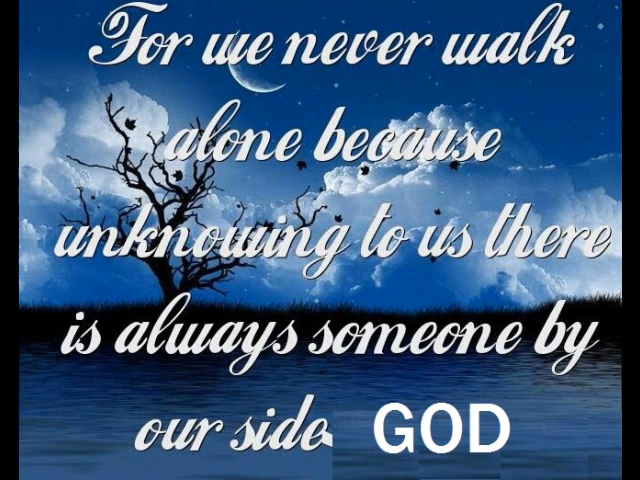 For we never walk
alone because
unknowing to us there
is always someone by
our side GOD